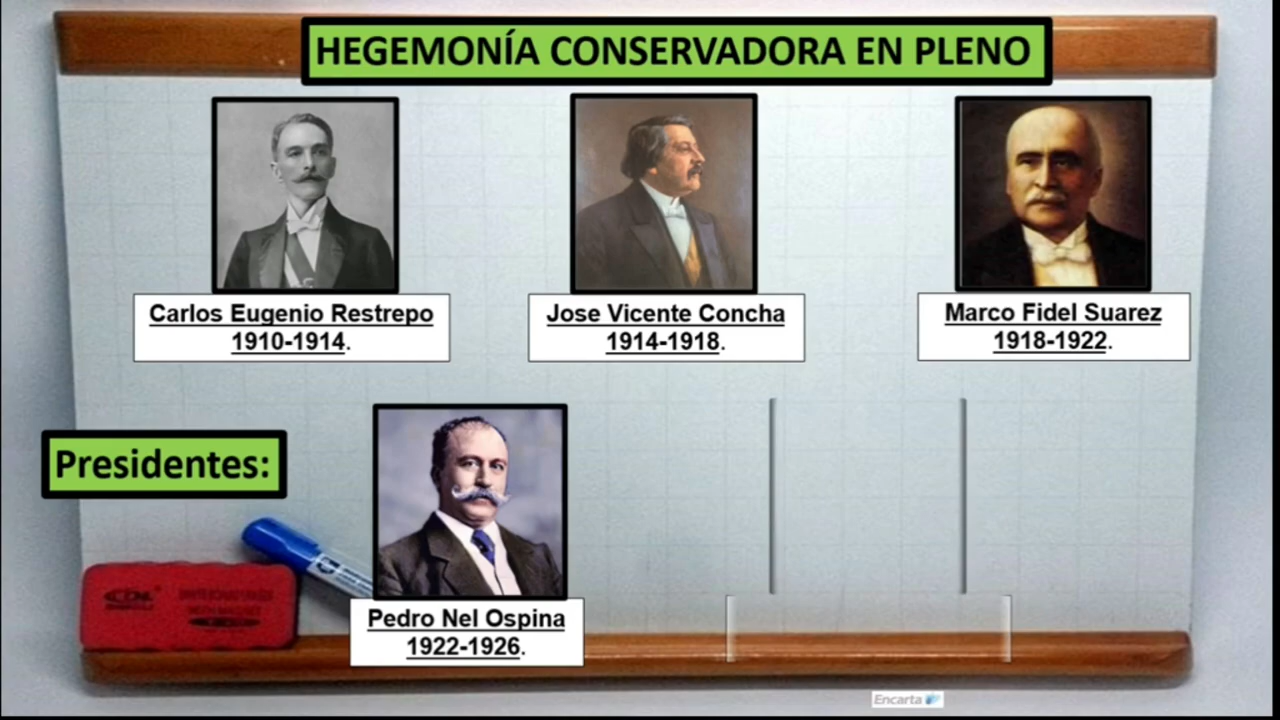 HEGEMONÍA CONSERVADORA EN PLENO
Carlos Eugenio Restrepo
1910-1914.
Jose Vicente Concha
1914-1918.
Marco Fidel Suarez
1918-1922.
Presidentes:
Pedro Nel Ospina
1922-1926.
Encarta